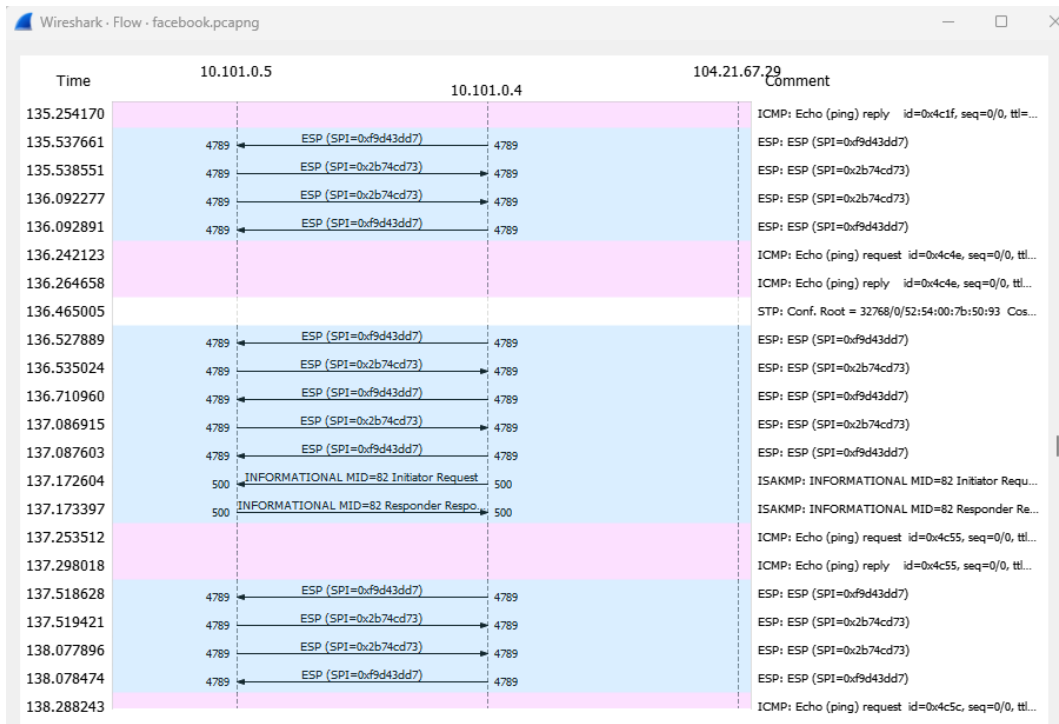 Wireshark · Flow · facebook.pcapng
Time 10.101.0.5 10.101.0.4 104.21.67.29 Comment
135.254170 ICMP: Echo (ping) reply id=0x4c1f, seq=0/0, ttl=...
135.537661 4789 ESP (SPI=0xf9d43dd7) 4789 ESP: ESP (SPI=0xf9d43dd7)
135.538551 4789 ESP (SPI=0x2b74cd73) 4789 ESP: ESP (SPI=0x2b74cd73)
136.092277 4789 ESP (SPI=0x2b74cd73) 4789 ESP: ESP (SPI=0x2b74cd73)
136.092891 4789 ESP (SPI=0xf9d43dd7) 4789 ESP: ESP (SPI=0xf9d43dd7)
136.242123 ICMP: Echo (ping) request id=0x4c4e, seq=0/0, ttl...
136.264658 ICMP: Echo (ping) reply id=0x4c4e, seq=0/0, ttl...
136.465005 STP: Conf. Root = 32768/0/52:54:00:7b:50:93 Cos...
136.527889 4789 ESP (SPI=0xf9d43dd7) 4789 ESP: ESP (SPI=0xf9d43dd7)
136.535024 4789 ESP (SPI=0x2b74cd73) 4789 ESP: ESP (SPI=0x2b74cd73)
136.710960 4789 ESP (SPI=0xf9d43dd7) 4789 ESP: ESP (SPI=0xf9d43dd7)
137.086915 4789 ESP (SPI=0x2b74cd73) 4789 ESP: ESP (SPI=0x2b74cd73)
137.087603 4789 ESP (SPI=0xf9d43dd7) 4789 ESP: ESP (SPI=0xf9d43dd7)
137.172604 500 INFORMATIONAL MID=82 Initiator Request 500 ISAKMP: INFORMATIONAL MID=82 Initiator Requ...
137.173397 500 INFORMATIONAL MID=82 Responder Respo... 500 ISAKMP: INFORMATIONAL MID=82 Responder Re...
137.253512 ICMP: Echo (ping) request id=0x4c55, seq=0/0, ttl...
137.298018 ICMP: Echo (ping) reply id=0x4c55, seq=0/0, ttl...
137.518628 4789 ESP (SPI=0xf9d43dd7) 4789 ESP: ESP (SPI=0xf9d43dd7)
137.519421 4789 ESP (SPI=0x2b74cd73) 4789 ESP: ESP (SPI=0x2b74cd73)
138.077896 4789 ESP (SPI=0x2b74cd73) 4789 ESP: ESP (SPI=0x2b74cd73)
138.078474 4789 ESP (SPI=0xf9d43dd7) 4789 ESP: ESP (SPI=0xf9d43dd7)
138.288243 ICMP: Echo (ping) request id=0x4c5c, seq=0/0, ttl...